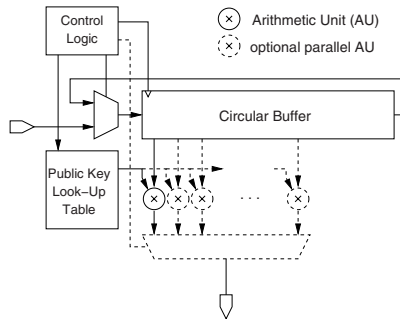 Control
Logic
Arithmetic Unit (AU)
optional parallel AU
Circular Buffer
Public Key
Look-Up
Table
. . . .